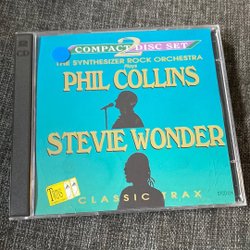 2
COMPACT DISC SET
THE SYNTHESIZER ROCK ORCHESTRA
Plays
PHIL COLLINS
STEVIE WONDER
CLASSIC TRAX